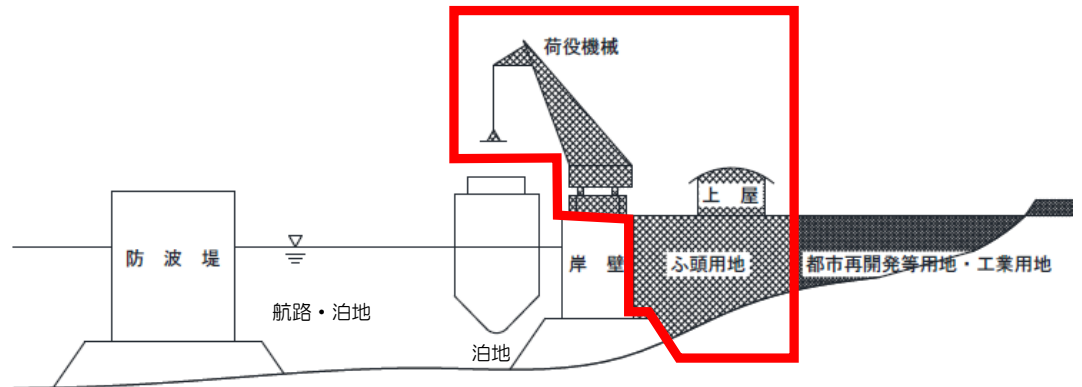 荷役機械
上 屋
防 波 堤
岸 壁
ふ頭用地
都市再開発等用地・工業用地
航路・泊地
泊地